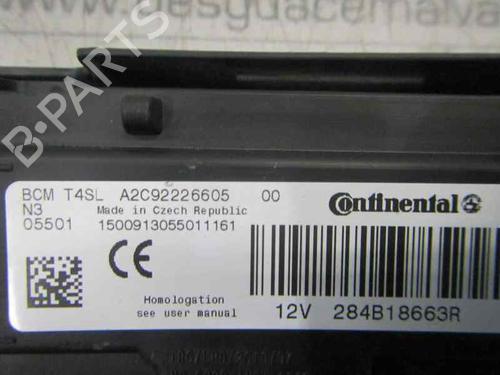 desguacemalva
B-PARTS
BCM T4SL A2C92226605 00
N3 Made in Czech Republic
05501 1500913055011161
Continental
CE
Homologation
see user manual
12V 284B18663R